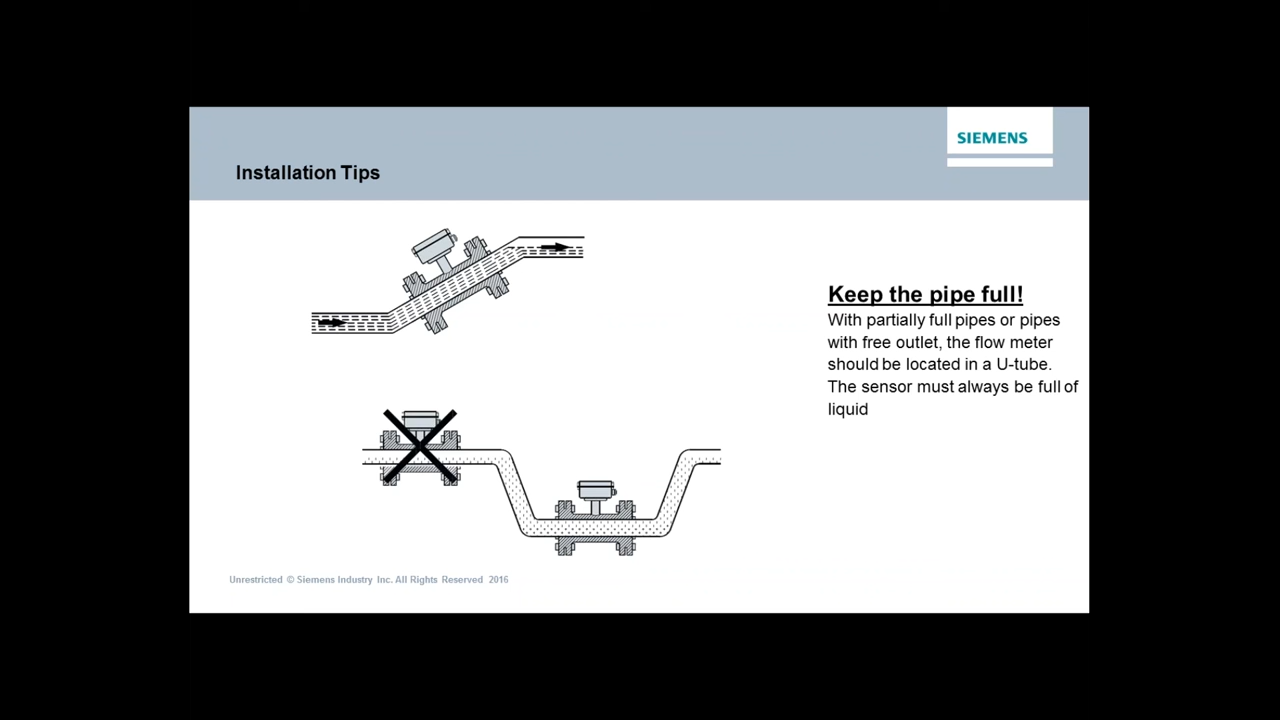 SIEMENS
Installation Tips
Keep the pipe full!
With partially full pipes or pipes
with free outlet, the flow meter
should be located in a U-tube.
The sensor must always be full of
liquid
Unrestricted © Siemens Industry Inc. All Rights Reserved 2016